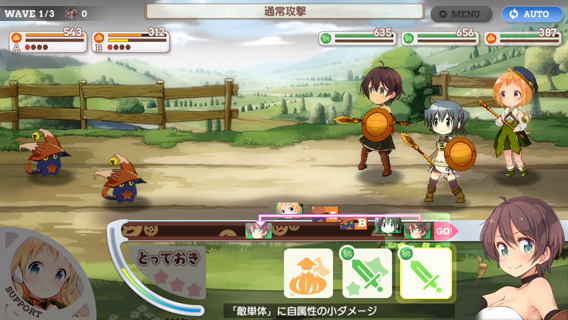 WAVE 1/3 0
通常攻撃
MENU
AUTO
543
312
635
656
387
A
B
B
GO!
とっておき
SUPPORT
「敵単体」に自属性の小ダメージ